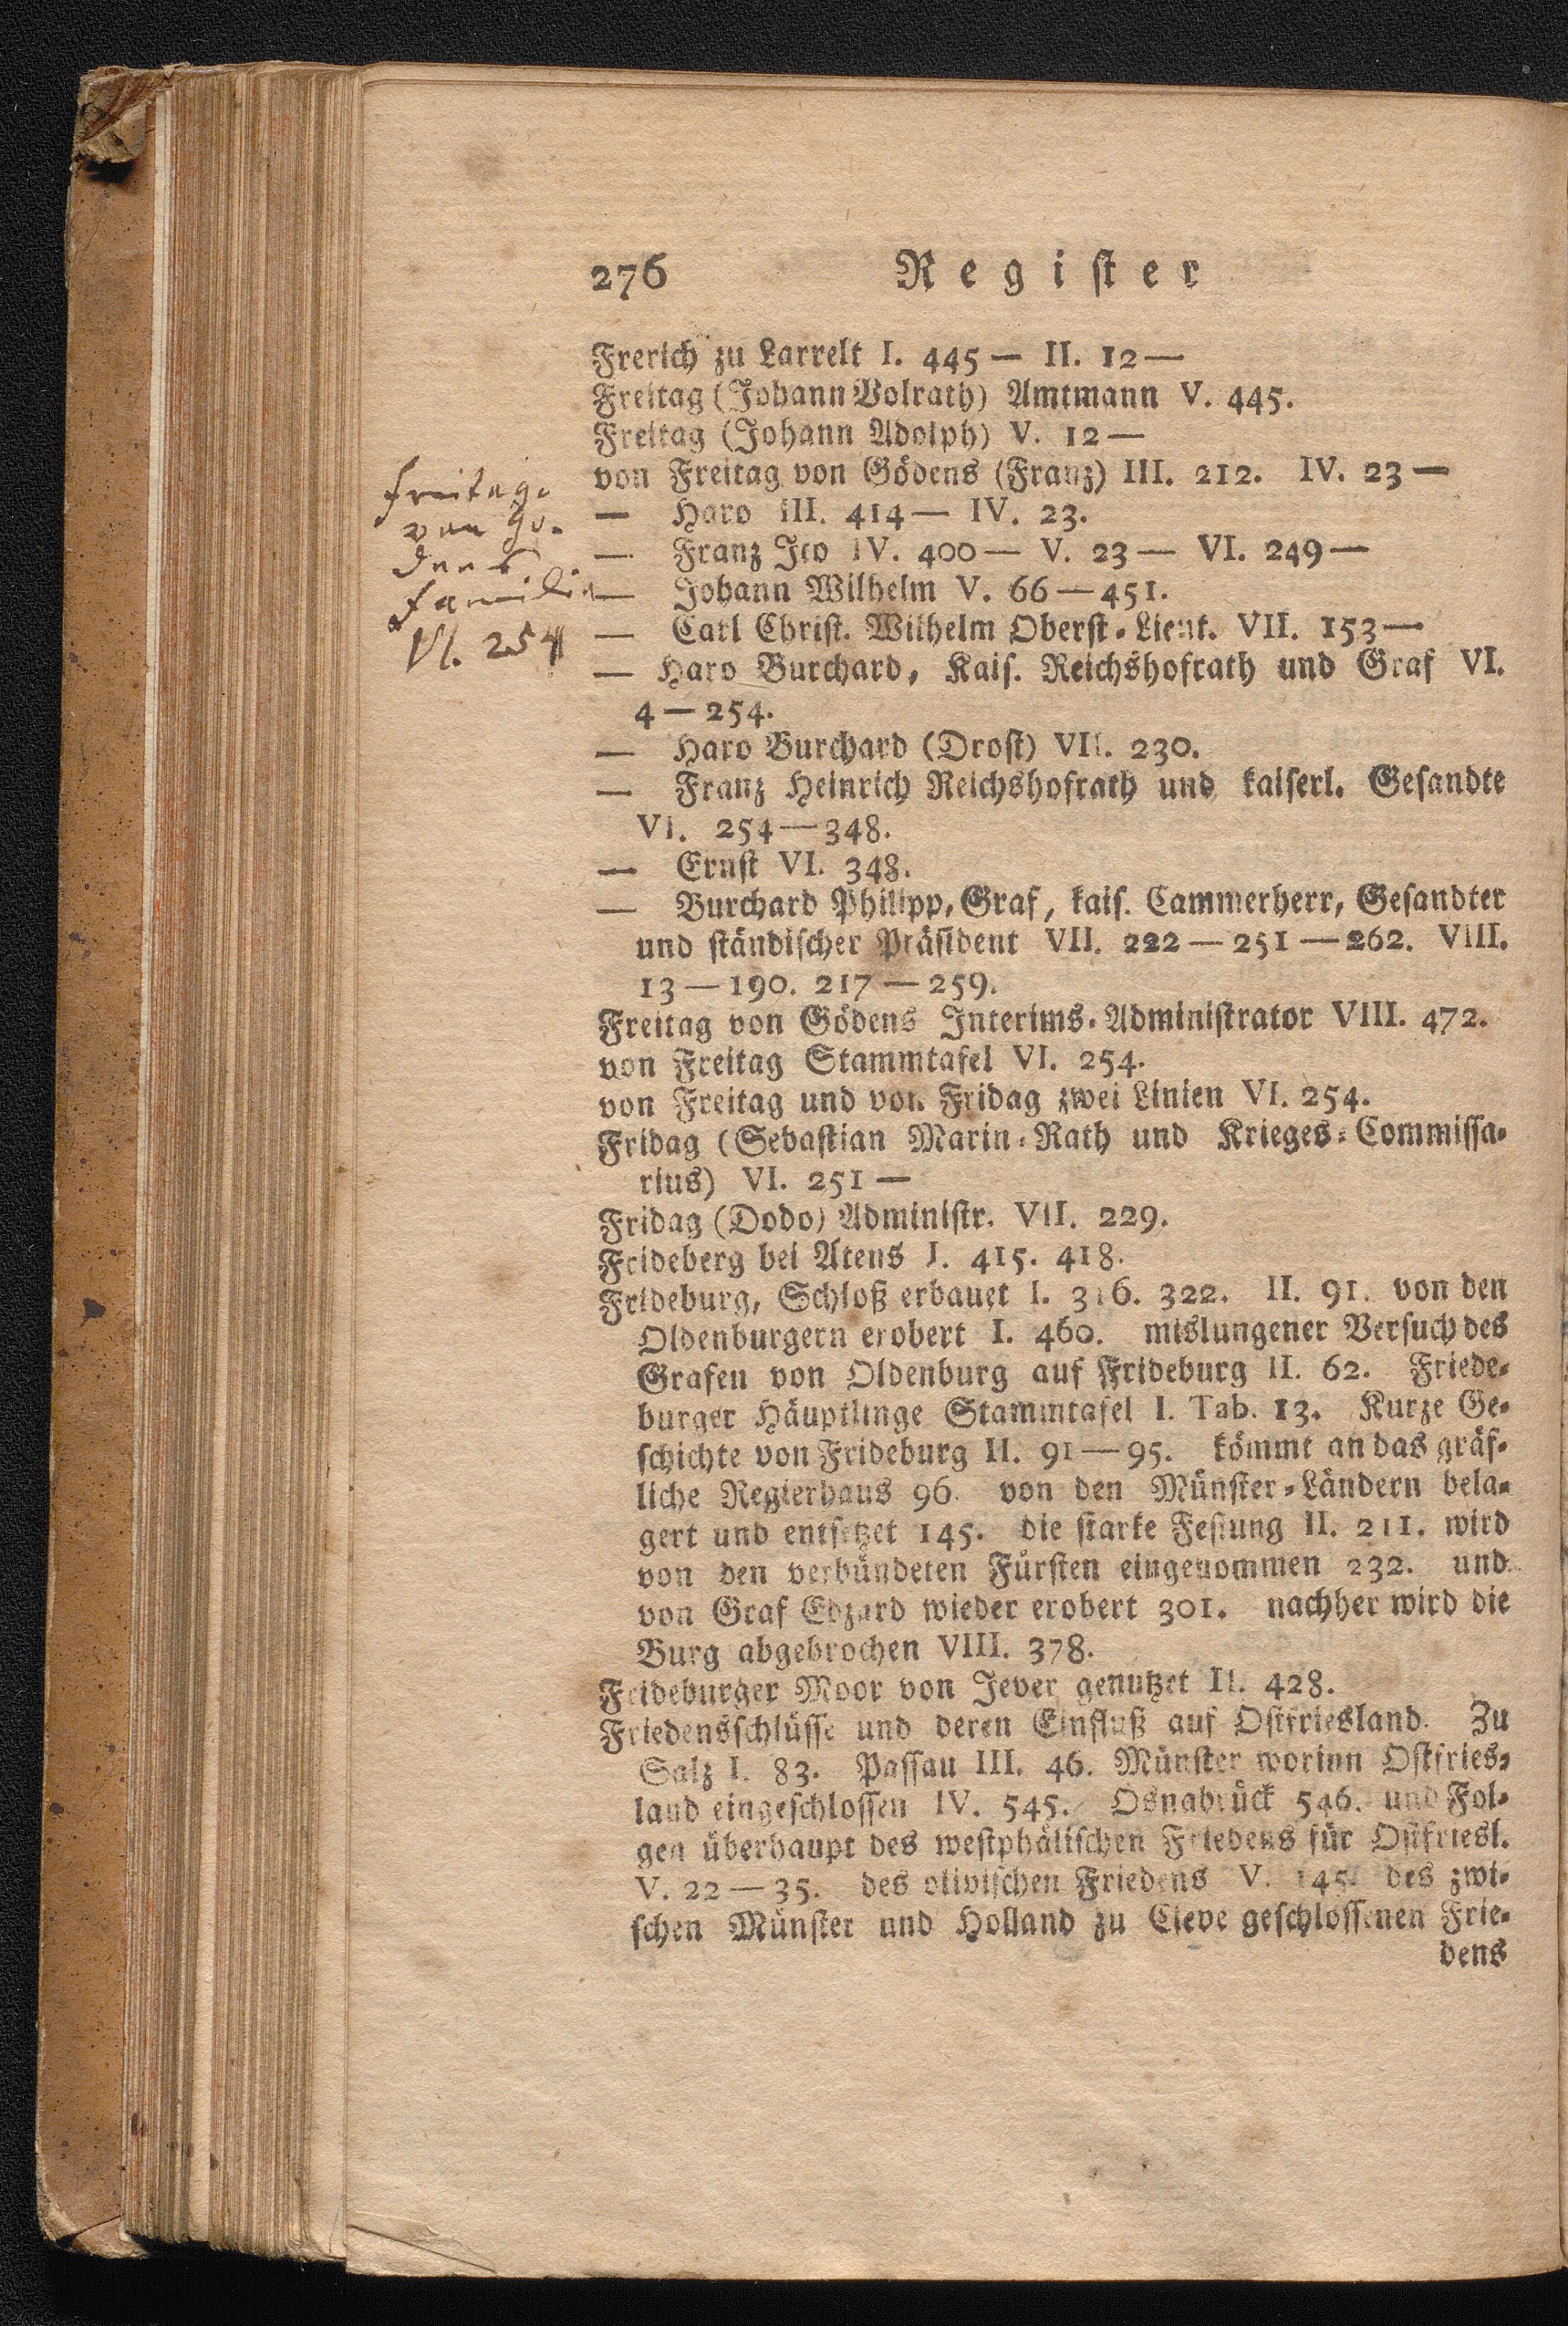 276 Register
Frerich zu Larrelt I. 445 — II. 12 —
Freitag (Johann Volrath) Amtmann V. 445.
Freitag (Johann Adolph) V. 12 —
von Freitag von Gödens (Franz) III. 212. IV. 23 —
— Haro III. 414 — IV. 23.
— Franz Ico IV. 400 — V. 23 — VI. 249 —
— Johann Wilhelm V. 66 — 451.
— Carl Christ. Wilhelm Oberst-Lieut. VII. 153 —
— Haro Burchard, Kais. Reichshofrath und Graf VI.
4 — 254.
— Haro Burchard (Drost) VII. 230.
— Franz Heinrich Reichshofrath und kaiserl. Gesandte
VI. 254 — 348.
— Ernst VI. 348.
— Burchard Philipp, Graf, kais. Cammerherr, Gesandter
und ständischer Präsident VII. 222 — 251 — 262. VIII.
13 — 190. 217 — 259.
Freitag von Gödens Interims-Administrator VIII. 472.
von Freitag Stammtafel VI. 254.
von Freitag und von Fridag zwei Linien VI. 254.
Fridag (Sebastian Marin-Rath und Krieges-Commissa-
rius) VI. 251 —
Fridag (Dodo) Administr. VII. 229.
Frideberg bei Atens I. 415. 418.
Frideburg, Schloß erbauet I. 316. 322. II. 91. von den
Oldenburgern erobert I. 460. mislungener Versuch des
Grafen von Oldenburg auf Frideburg II. 62. Friede-
burger Häuptlinge Stammtafel I. Tab. 13. Kurze Ge-
schichte von Frideburg II. 91 — 95. kömmt an das gräf-
liche Regierhaus 96. von den Münster-Ländern bela-
gert und entsetzet 145. die starke Festung II. 211. wird
von den verbündeten Fürsten eingenommen 232. und
von Graf Edzard wieder erobert 301. nachher wird die
Burg abgebrochen VIII. 378.
Frideburger Moor von Jever genutzet II. 428.
Friedensschlüsse und deren Einfluß auf Ostfriesland. Zu
Salz I. 83. Passau III. 46. Münster worinn Ostfries-
land eingeschlossen IV. 545. Osnabrück 546. und Fol-
gen überhaupt des westphälischen Friedens für Ostfriesl.
V. 22 — 35. des olivischen Friedens V. 145. des zwi-
schen Münster und Holland zu Cleve geschlossenen Frie-
dens
Freitags
von Gö-
dens
Familie
VI. 254